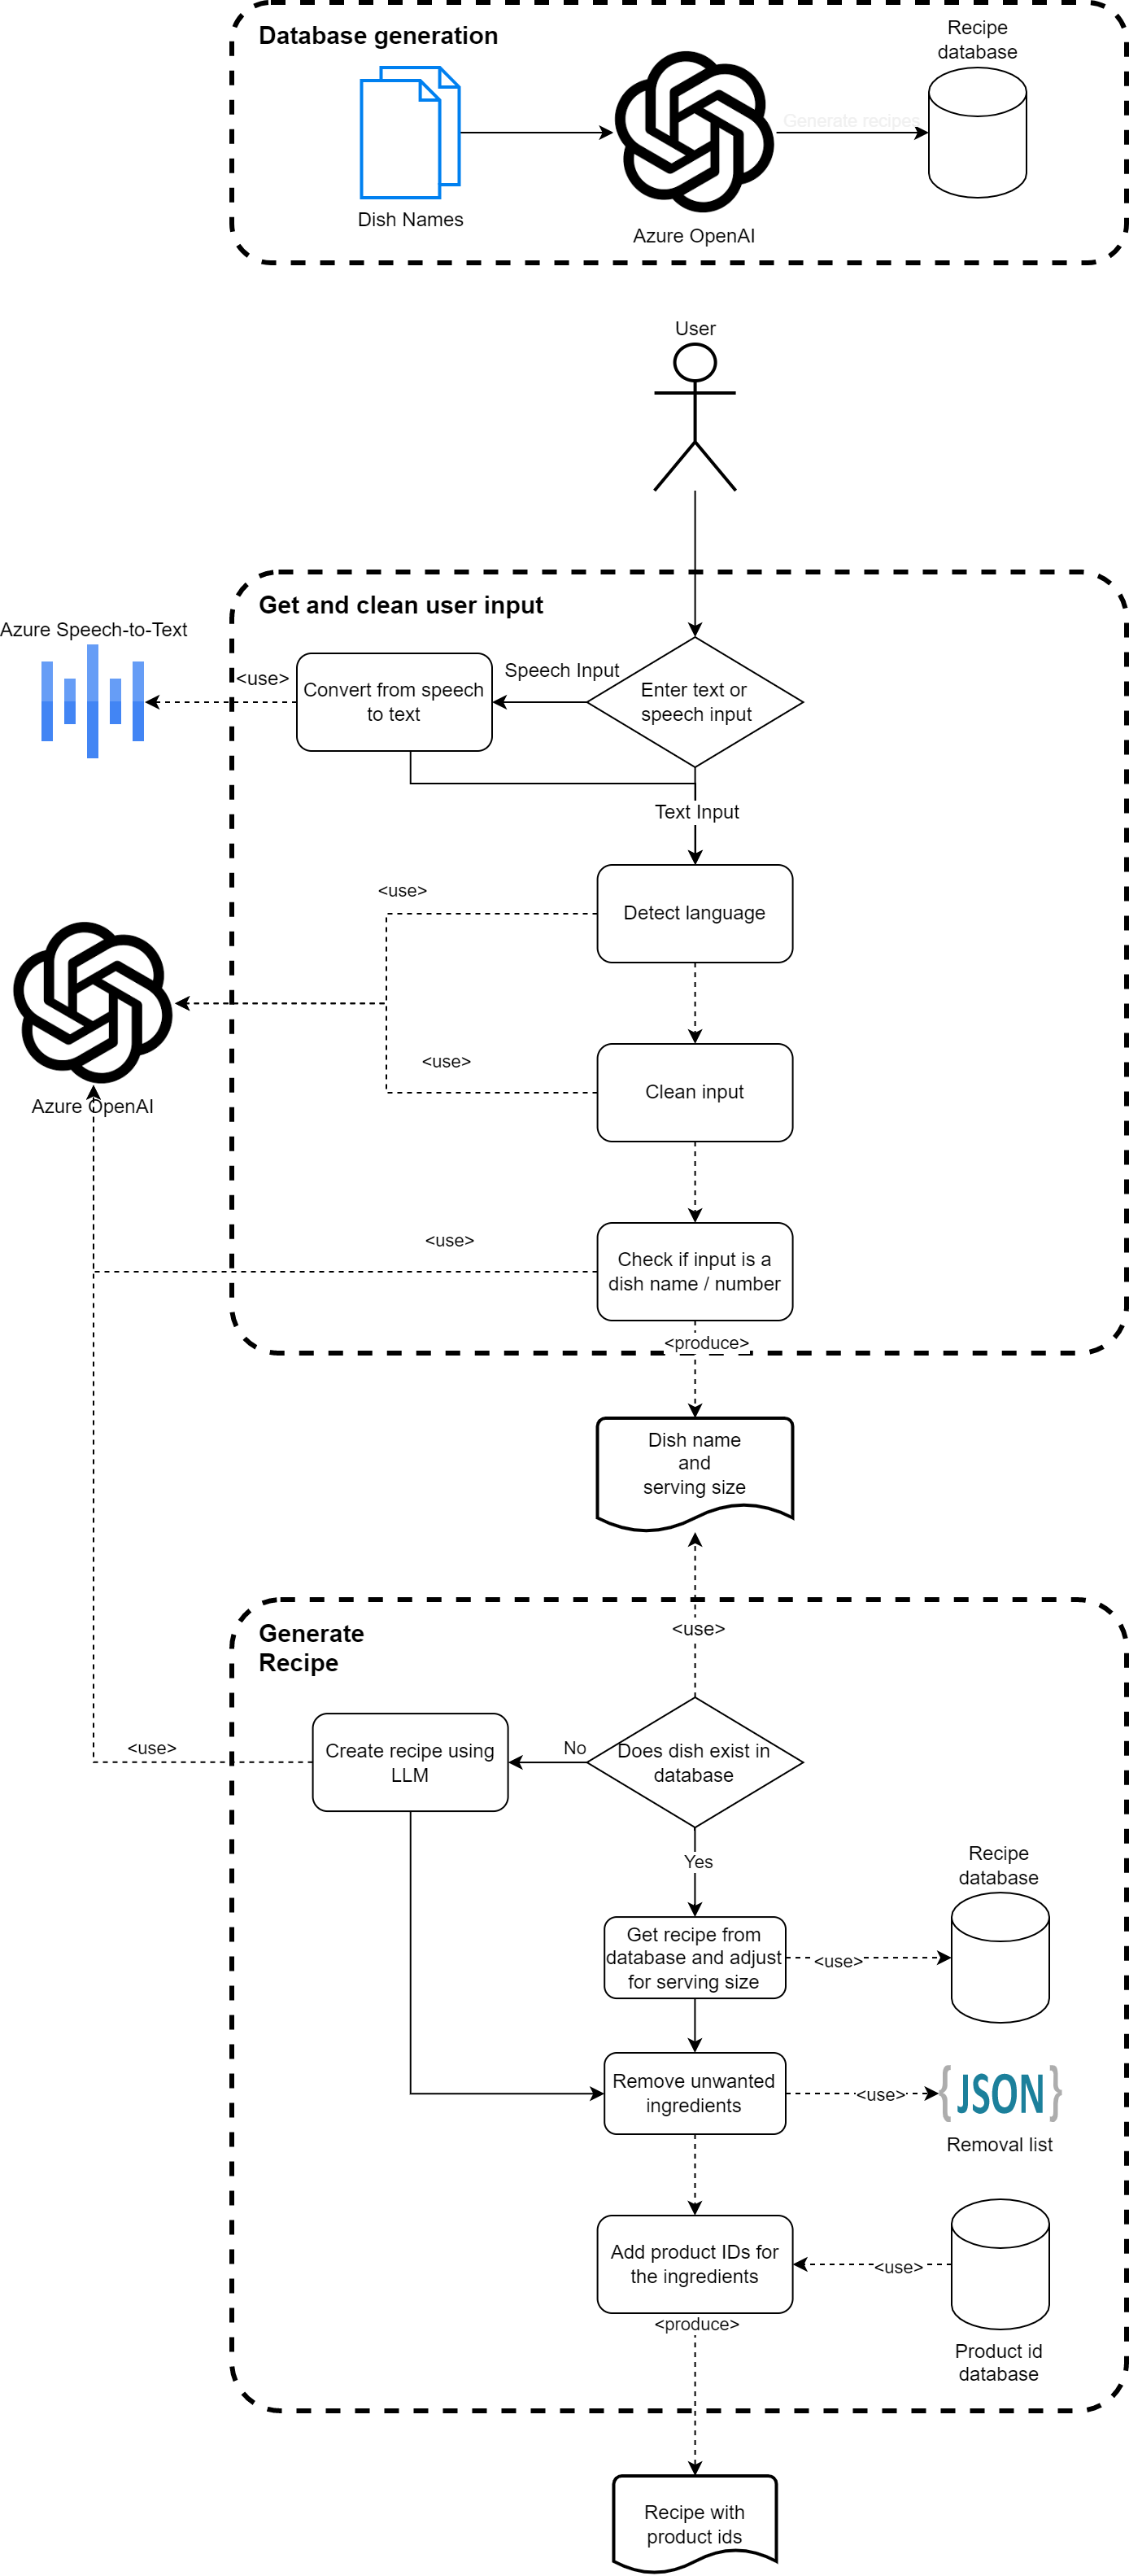 Database generation
Recipe
database
Generate recipes
Dish Names
Azure OpenAI
User
Get and clean user input
Azure Speech-to-Text
<use>
Convert from speech
to text
Speech Input
Enter text or
speech input
Text Input
<use>
Detect language
<use>
Clean input
Azure OpenAI
<use>
Check if input is a
dish name / number
<produce>
Dish name
and
serving size
<use>
Generate
Recipe
<use>
Create recipe using
LLM
No
Does dish exist in
database
Yes
Recipe
database
Get recipe from
database and adjust
for serving size
<use>
Remove unwanted
ingredients
<use>
{JSON}
Removal list
Add product IDs for
the ingredients
<use>
<produce>
Product id
database
Recipe with
product ids